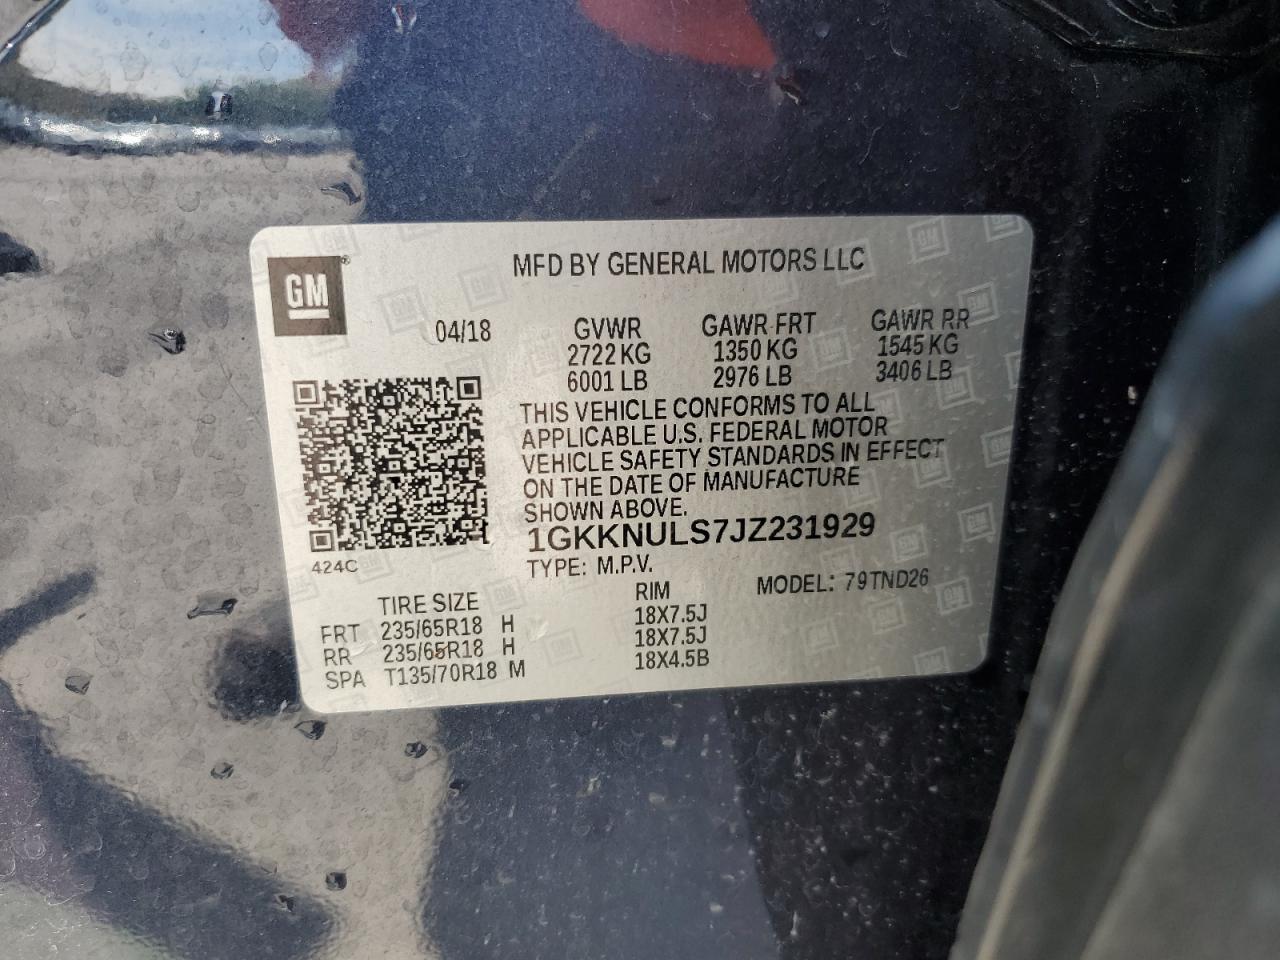 GM
MFD BY GENERAL MOTORS LLC
04/18 GVWR GAWR FRT GAWR RR
2722 KG 1350 KG 1545 KG
6001 LB 2976 LB 3406 LB
THIS VEHICLE CONFORMS TO ALL
APPLICABLE U.S. FEDERAL MOTOR
VEHICLE SAFETY STANDARDS IN EFFECT
ON THE DATE OF MANUFACTURE
SHOWN ABOVE.
1GKKNULS7JZ231929
424C
TYPE: M.P.V.
TIRE SIZE RIM MODEL: 79TND26
FRT 235/65R18 H 18X7.5J
RR 235/65R18 H 18X7.5J
SPA T135/70R18 M 18X4.5B